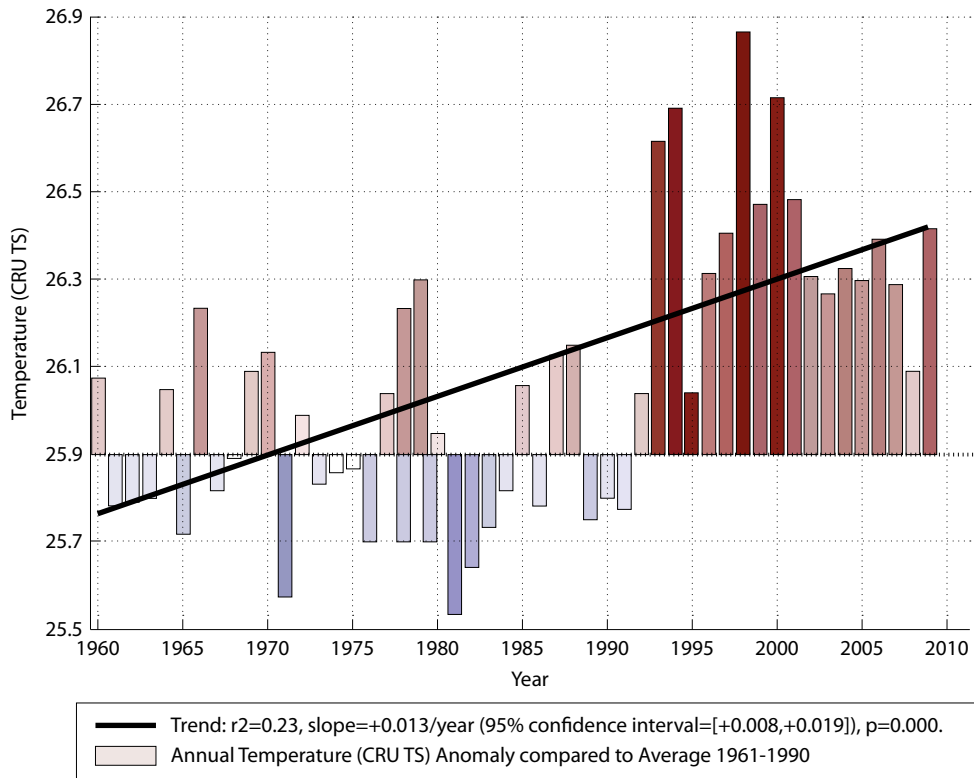 26.9
26.7
26.5
26.3
26.1
25.9
25.7
25.5
Temperature (CRU TS)
1960 1965 1970 1975 1980 1985 1990 1995 2000 2005 2010
Year
Trend: r2=0.23, slope=+0.013/year (95% confidence interval=[+0.008,+0.019]), p=0.000.
Annual Temperature (CRU TS) Anomaly compared to Average 1961-1990